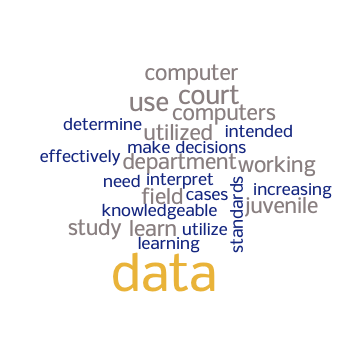 computer
use court
computers
determine
utilized intended
make decisions
effectively
department working
need interpret
field cases increasing
knowledgeable juvenile
standards
study learn utilize
learning
data